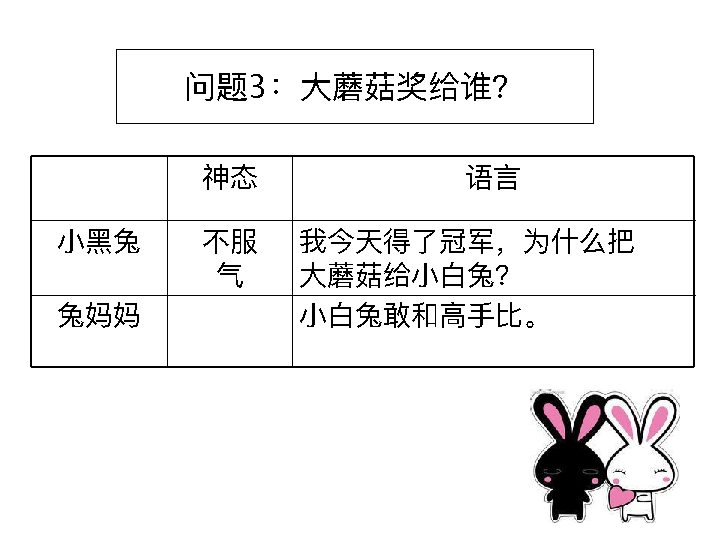 问题3：大蘑菇奖给谁？
神态 语言
小黑兔 不服 我今天得了冠军，为什么把
气 大蘑菇给小白兔？
兔妈妈 小白兔敢和高手比。